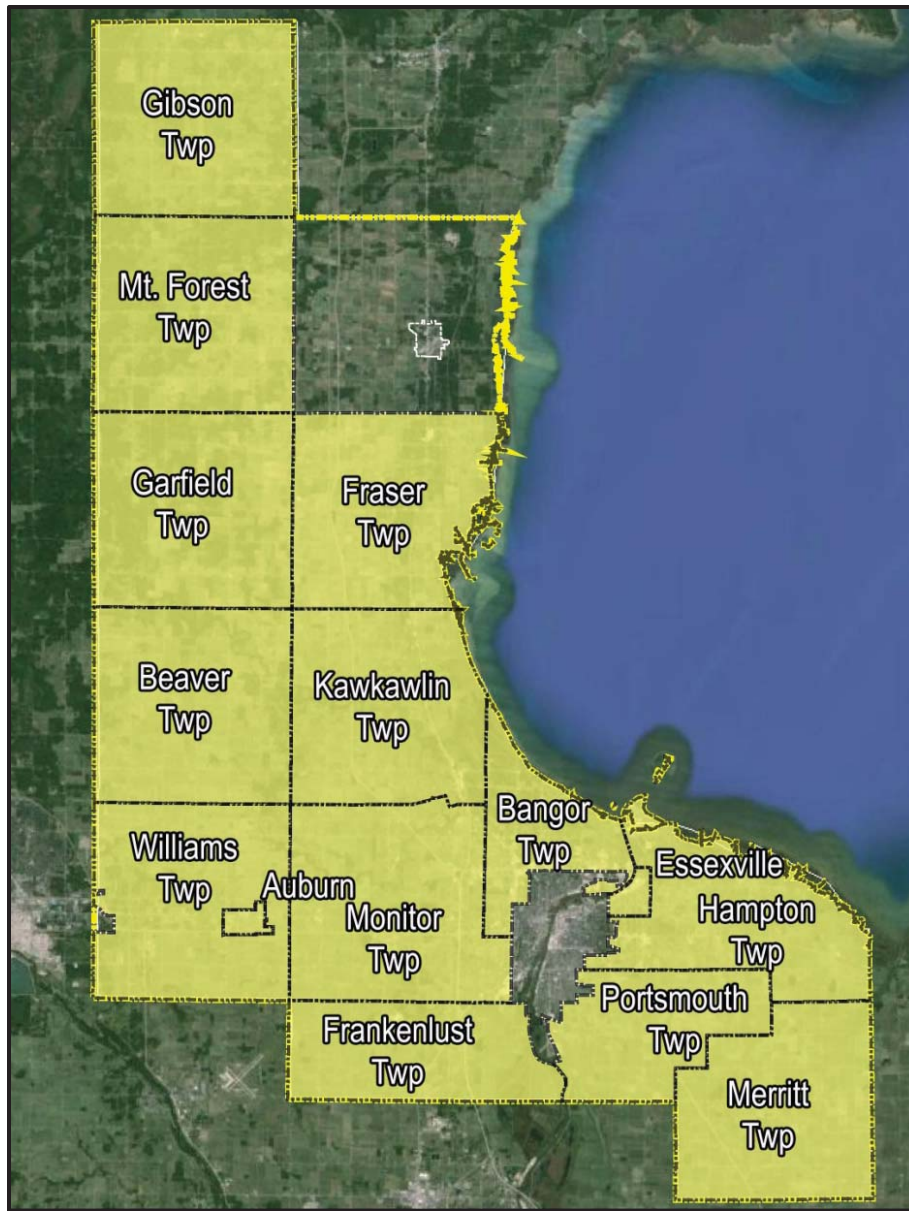 Gibson
Twp
Mt. Forest
Twp
Garfield
Twp
Fraser
Twp
Beaver
Twp
Kawkawlin
Twp
Bangor
Twp
Williams
Twp
Auburn
Monitor
Twp
Essexville
Hampton
Twp
Frankenlust
Twp
Portsmouth
Twp
Merritt
Twp